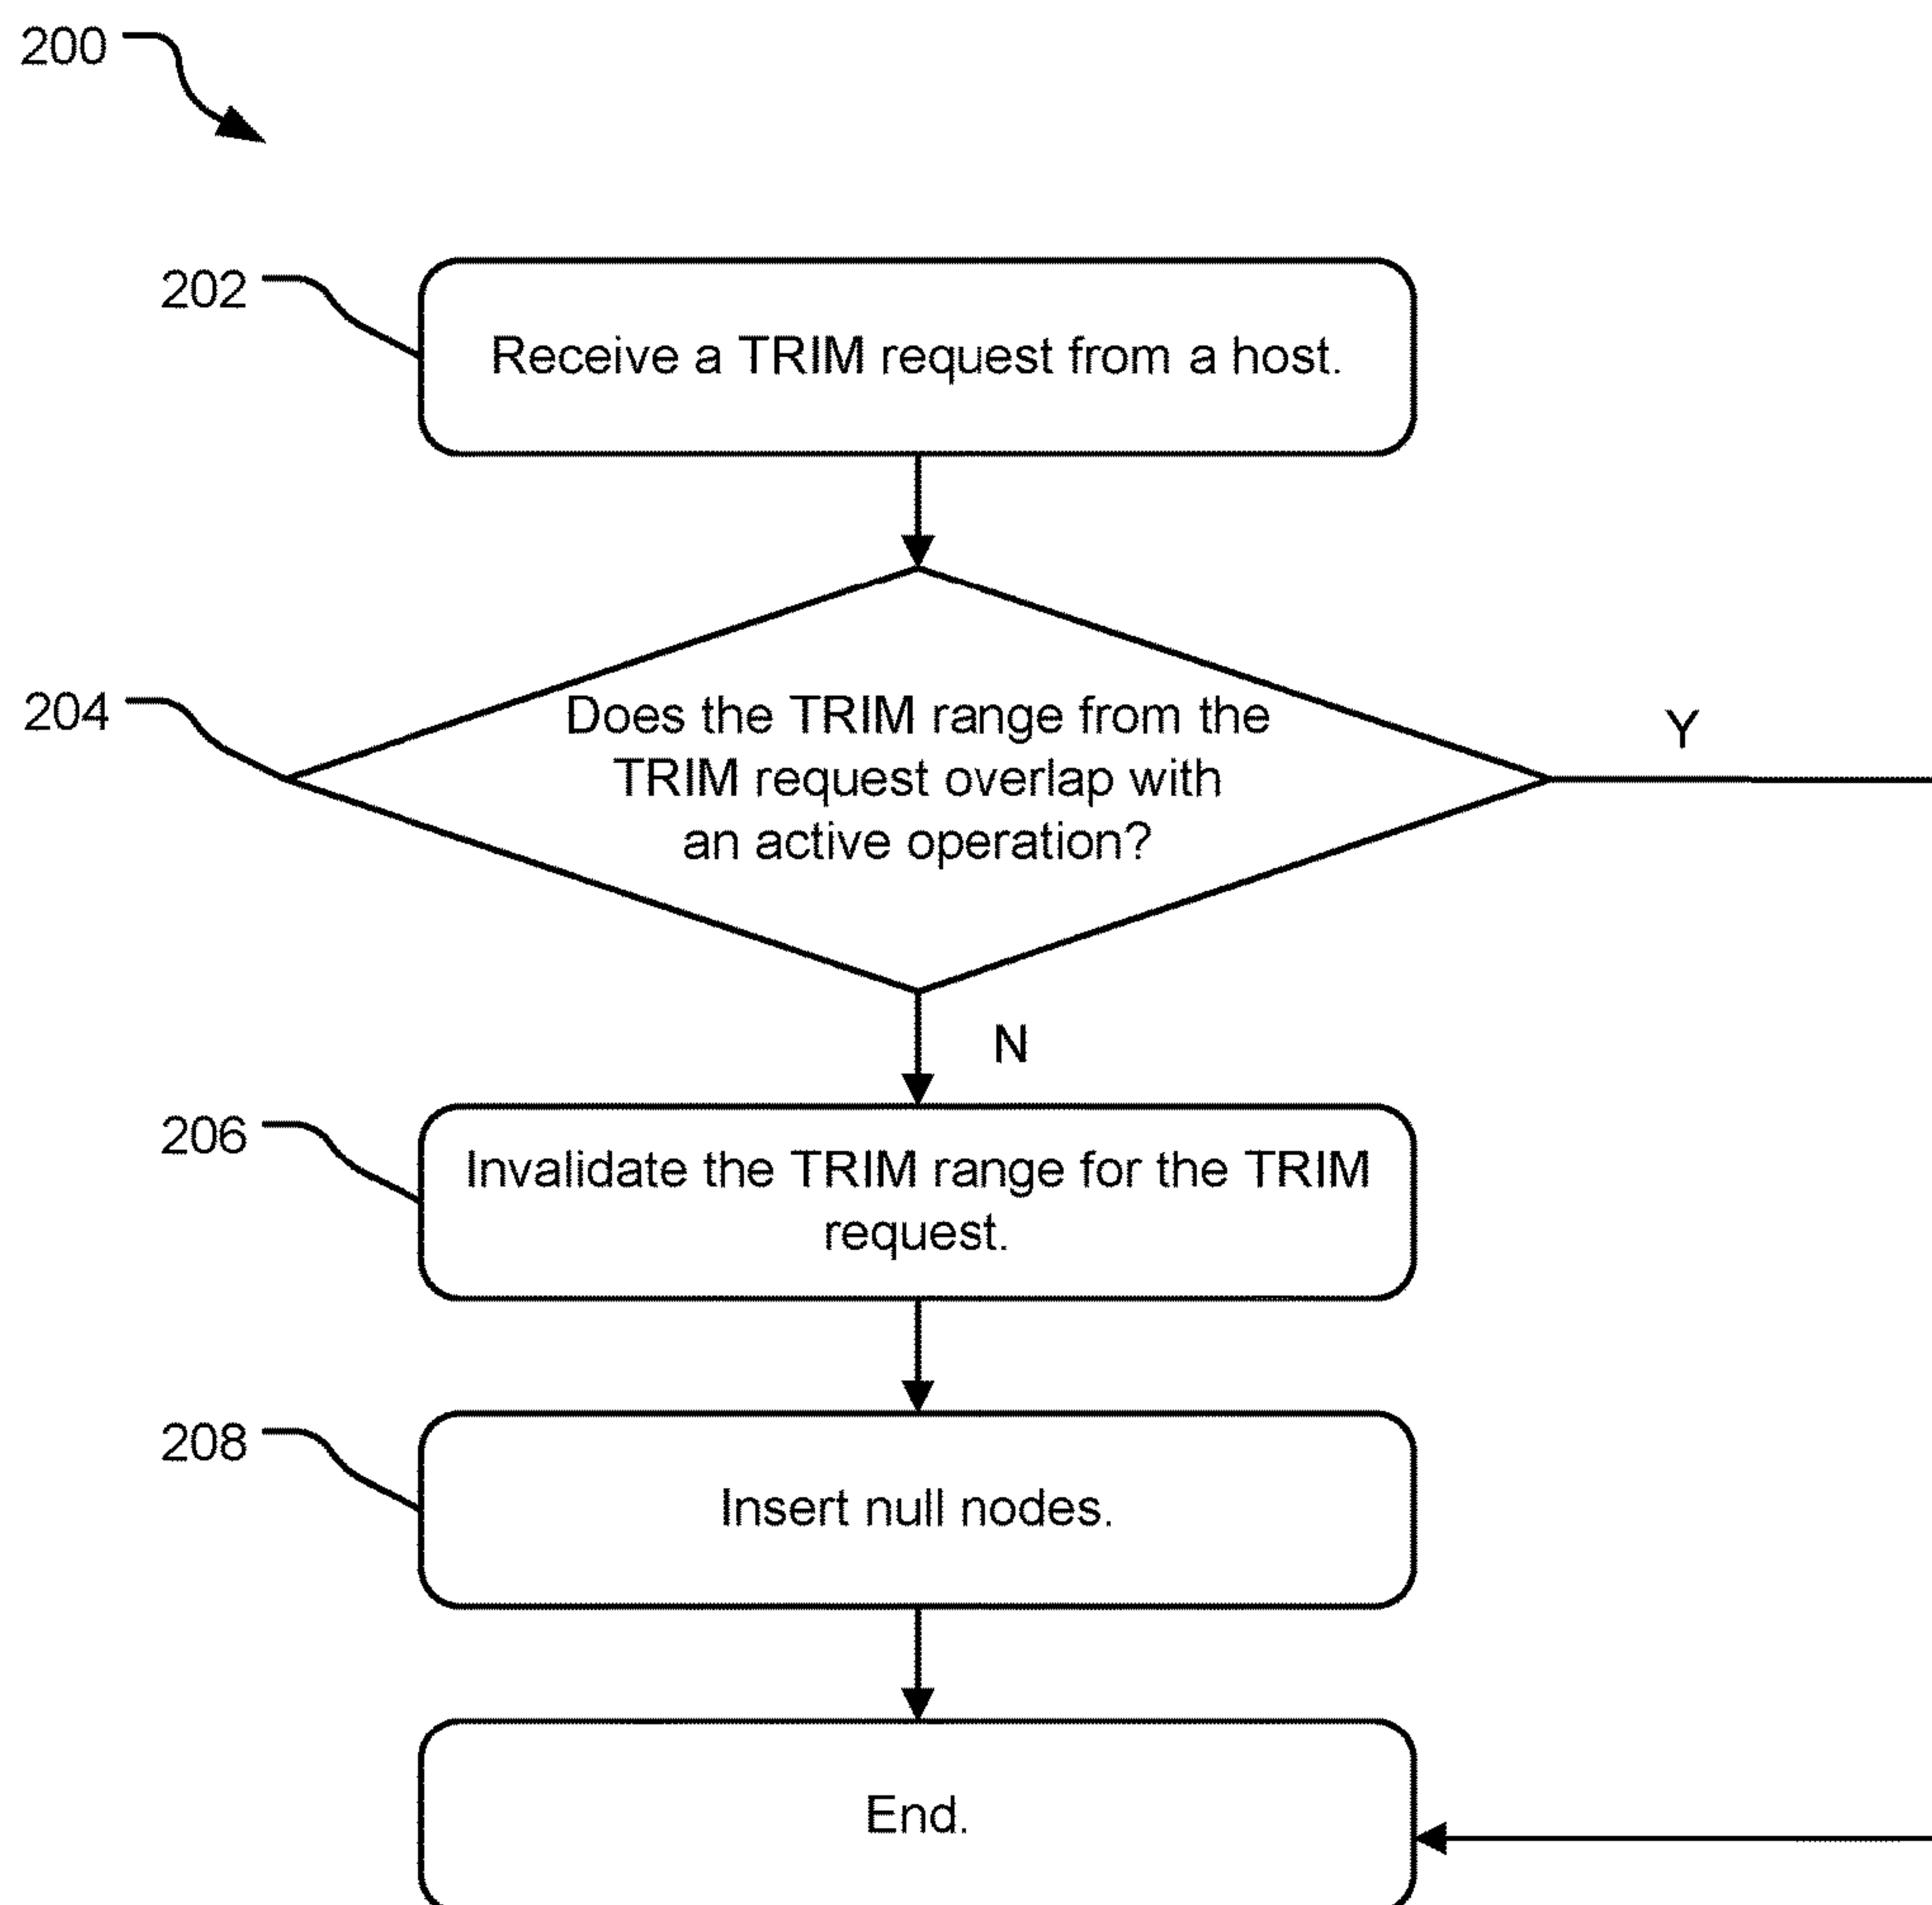 200
202
Receive a TRIM request from a host.
204
Does the TRIM range from the
TRIM request overlap with
an active operation?
Y
N
206
Invalidate the TRIM range for the TRIM
request.
208
Insert null nodes.
End.